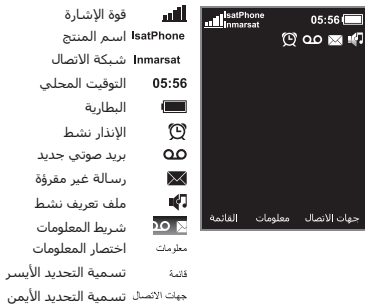 قوة الإشارة
اسم المنتج IsatPhone
شبكة الاتصال Inmarsat
التوقيت المحلي 05:56
البطارية
الإنذار نشط
بريد صوتي جديد
رسالة غير مقرؤة
ملف تعريف نشط
شريط المعلومات
اختصار المعلومات معلومات
تسمية التحديد الأيسر قائمة
تسمية التحديد الأيمن جهات الاتصال
IsatPhone 05:56
Inmarsat
جهات الاتصال معلومات القائمة